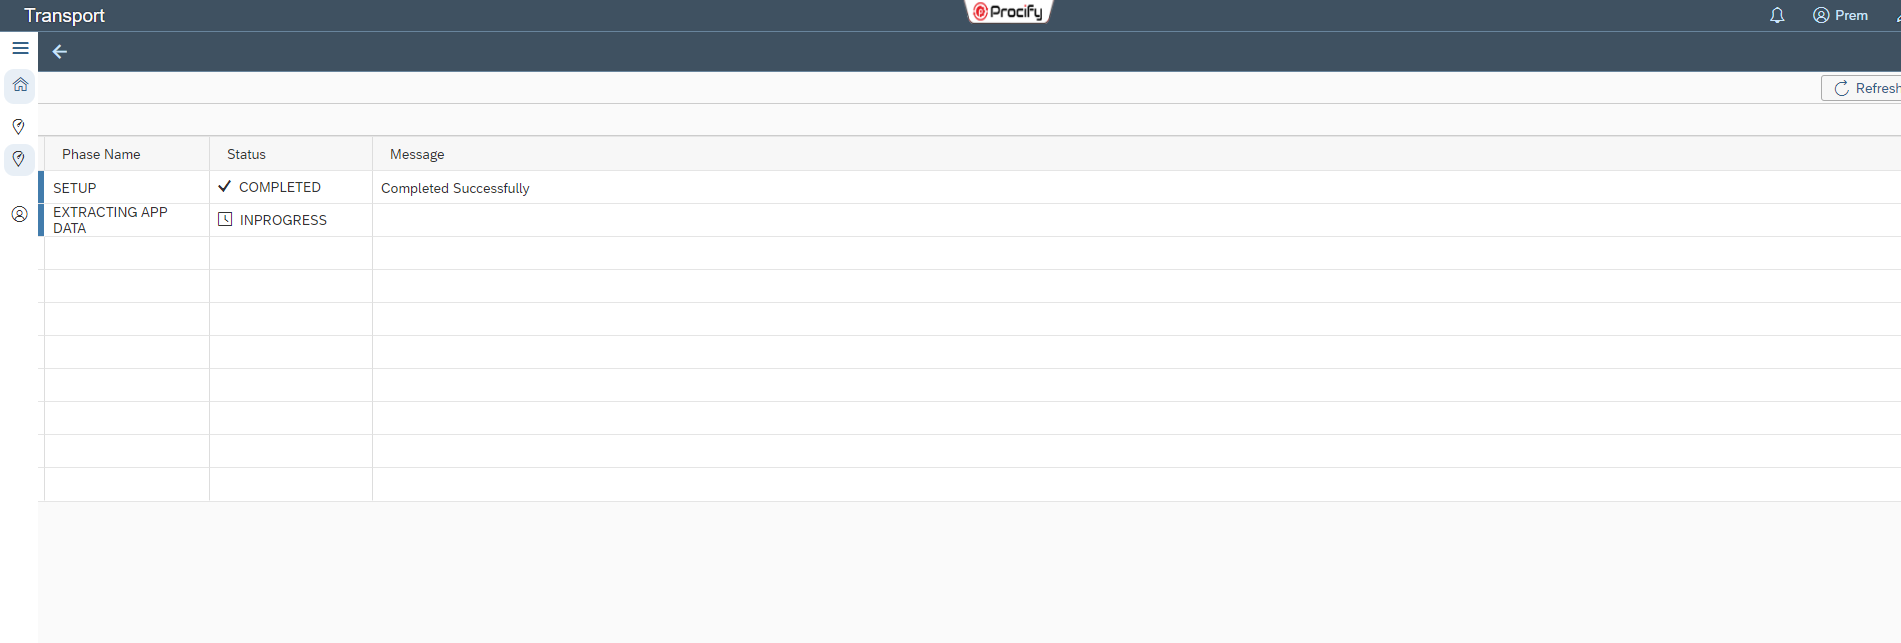 Transport
Procify
Prem
Refresh
Phase Name Status Message
SETUP COMPLETED Completed Successfully
EXTRACTING APP
DATA
INPROGRESS